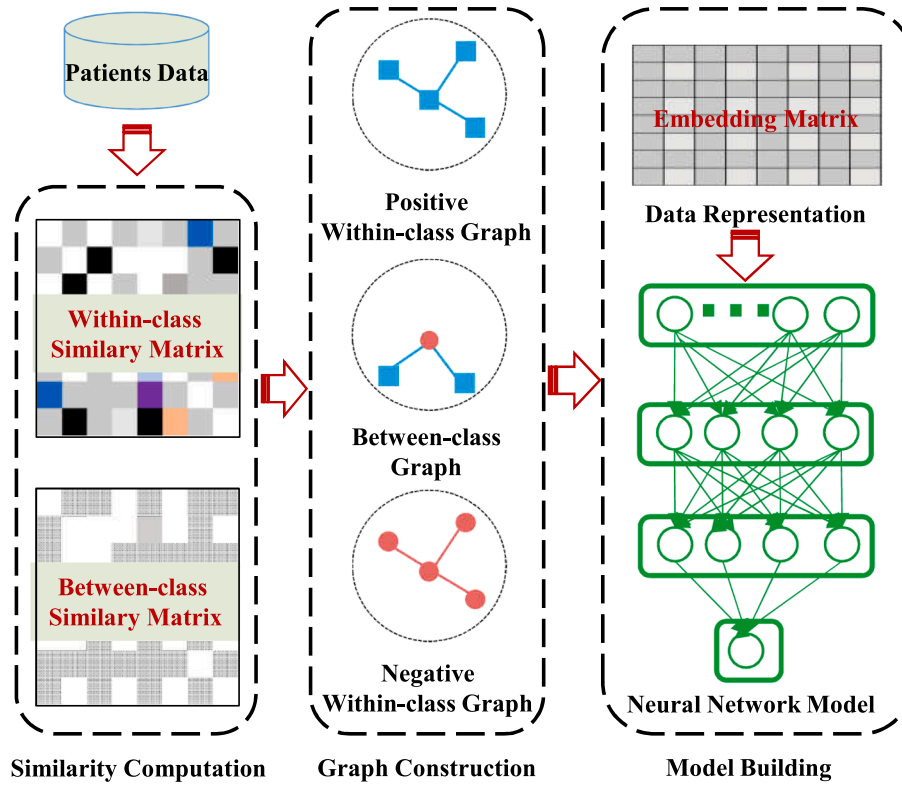 Patients Data
Within-class
Similary Matrix
Between-class
Similary Matrix
Similarity Computation
Positive
Within-class Graph
Between-class
Graph
Negative
Within-class Graph
Graph Construction
Embedding Matrix
Data Representation
Neural Network Model
Model Building